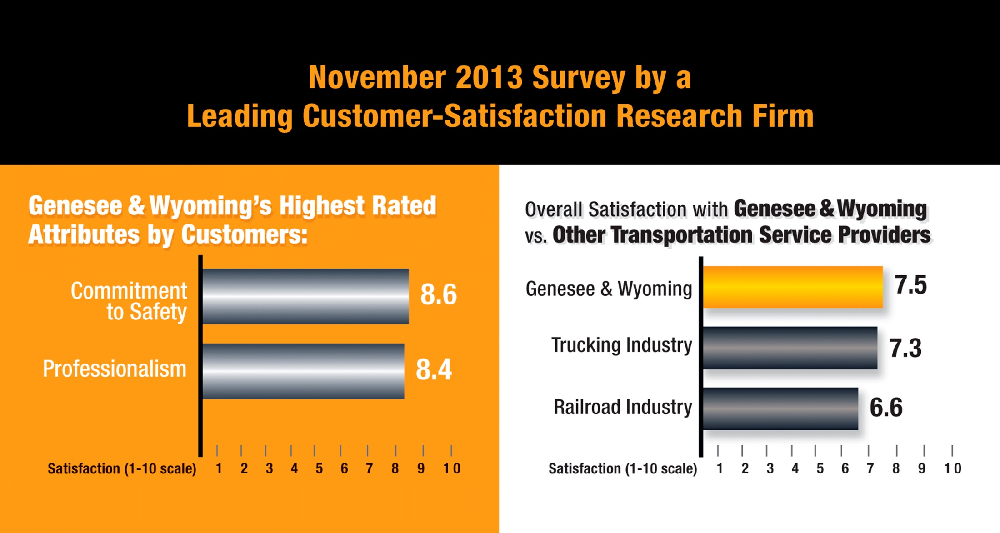 November 2013 Survey by a
Leading Customer-Satisfaction Research Firm
Genesee & Wyoming’s Highest Rated
Attributes by Customers:
Commitment
to Safety
8.6
Professionalism
8.4
Satisfaction (1-10 scale) 1 2 3 4 5 6 7 8 9 10
Overall Satisfaction with Genesee & Wyoming
vs. Other Transportation Service Providers
Genesee & Wyoming 7.5
Trucking Industry 7.3
Railroad Industry 6.6
Satisfaction (1-10 scale) 1 2 3 4 5 6 7 8 9 10